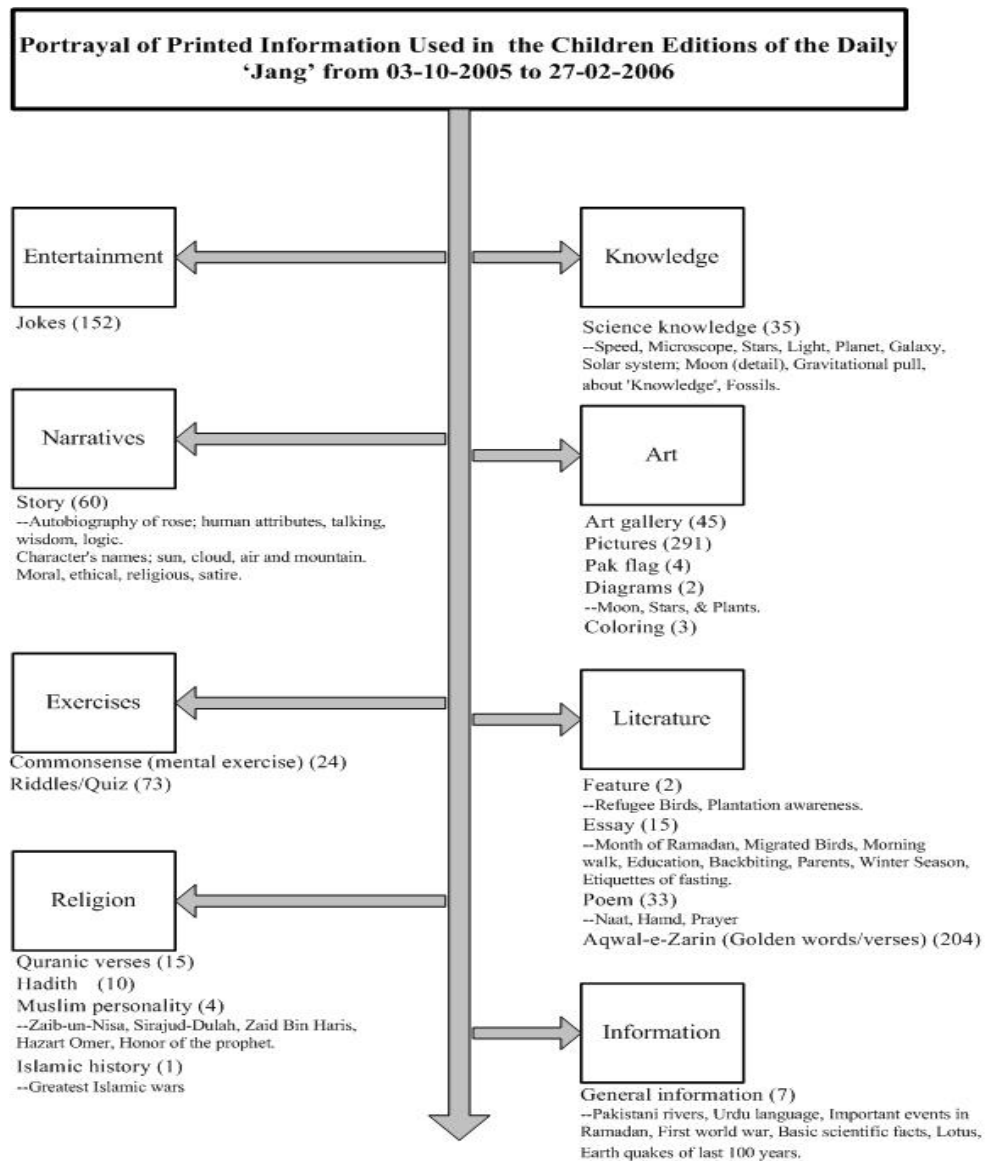 Portrayal of Printed Information Used in the Children Editions of the Daily
‘Jang’ from 03-10-2005 to 27-02-2006
Entertainment
Jokes (152)
Narratives
Story (60)
--Autobiography of rose; human attributes, talking,
wisdom, logic.
Character's names; sun, cloud, air and mountain.
Moral, ethical, religious, satire.
Exercises
Commonsense (mental exercise) (24)
Riddles/Quiz (73)
Religion
Quranic verses (15)
Hadith (10)
Muslim personality (4)
--Zaib-un-Nisa, Sirajud-Dulah, Zaid Bin Haris,
Hazart Omer, Honor of the prophet.
Islamic history (1)
--Greatest Islamic wars
Knowledge
Science knowledge (35)
--Speed, Microscope, Stars, Light, Planet, Galaxy,
Solar system; Moon (detail), Gravitational pull,
about 'Knowledge', Fossils.
Art
Art gallery (45)
Pictures (291)
Pak flag (4)
Diagrams (2)
--Moon, Stars, & Plants.
Coloring (3)
Literature
Feature (2)
--Refugee Birds, Plantation awareness.
Essay (15)
--Month of Ramadan, Migrated Birds, Morning
walk, Education, Backbiting, Parents, Winter Season,
Etiquettes of fasting.
Poem (33)
--Naat, Hamd, Prayer
Aqwal-e-Zarin (Golden words/verses) (204)
Information
General information (7)
--Pakistani rivers, Urdu language, Important events in
Ramadan, First world war, Basic scientific facts, Lotus,
Earth quakes of last 100 years.